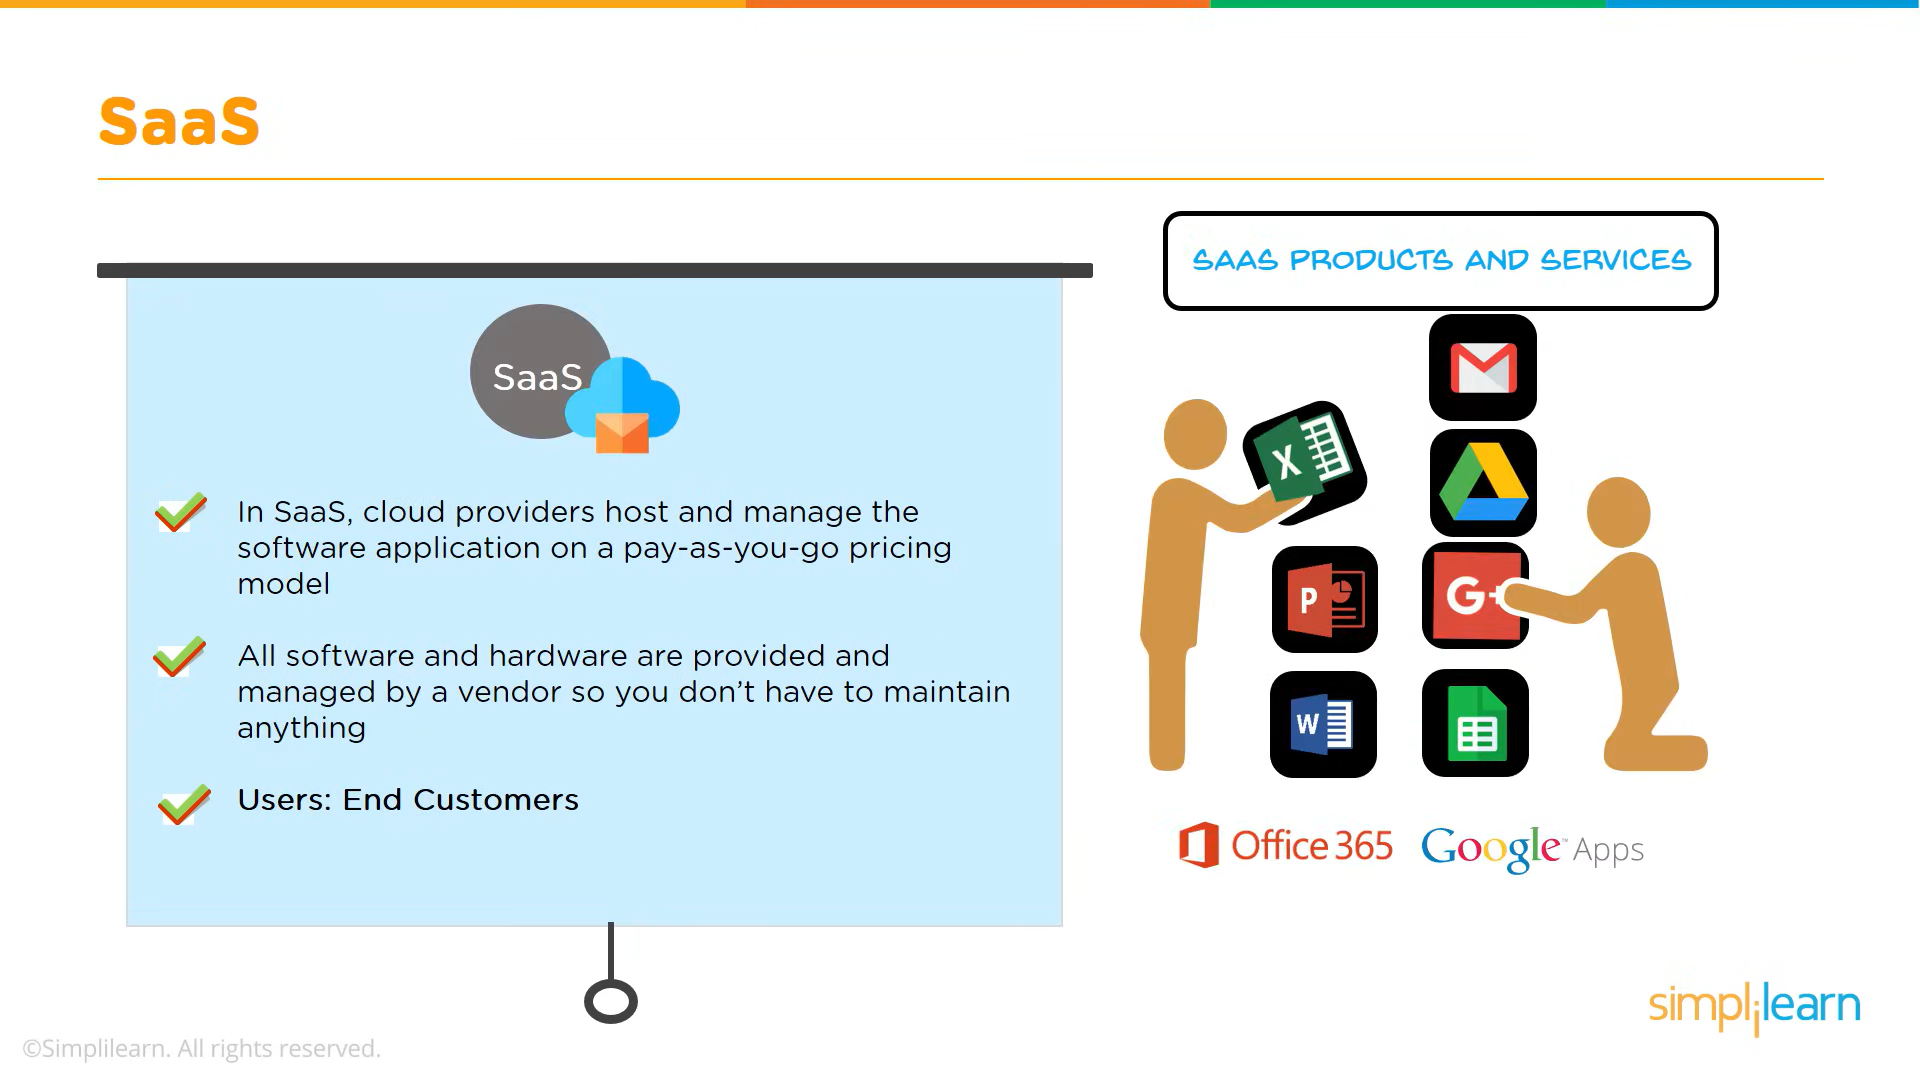 SaaS
SAAS PRODUCTS AND SERVICES
SaaS
In SaaS, cloud providers host and manage the
software application on a pay-as-you-go pricing
model
All software and hardware are provided and
managed by a vendor so you don’t have to maintain
anything
Users: End Customers
X
P
G+
W
Office 365
Google™ Apps
simplilearn
©Simplilearn. All rights reserved.